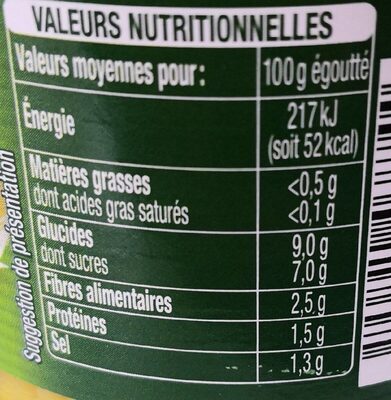 VALEURS NUTRITIONNELLES
Valeurs moyennes pour : 100 g égoutté
Énergie 217 kJ
(soit 52 kcal)
Matières grasses <0,5 g
dont acides gras saturés <0,1 g
Glucides 9,0 g
dont sucres 7,0 g
Fibres alimentaires 2,5 g
Protéines 1,5 g
Sel 1,3 g
Suggestion de présentation